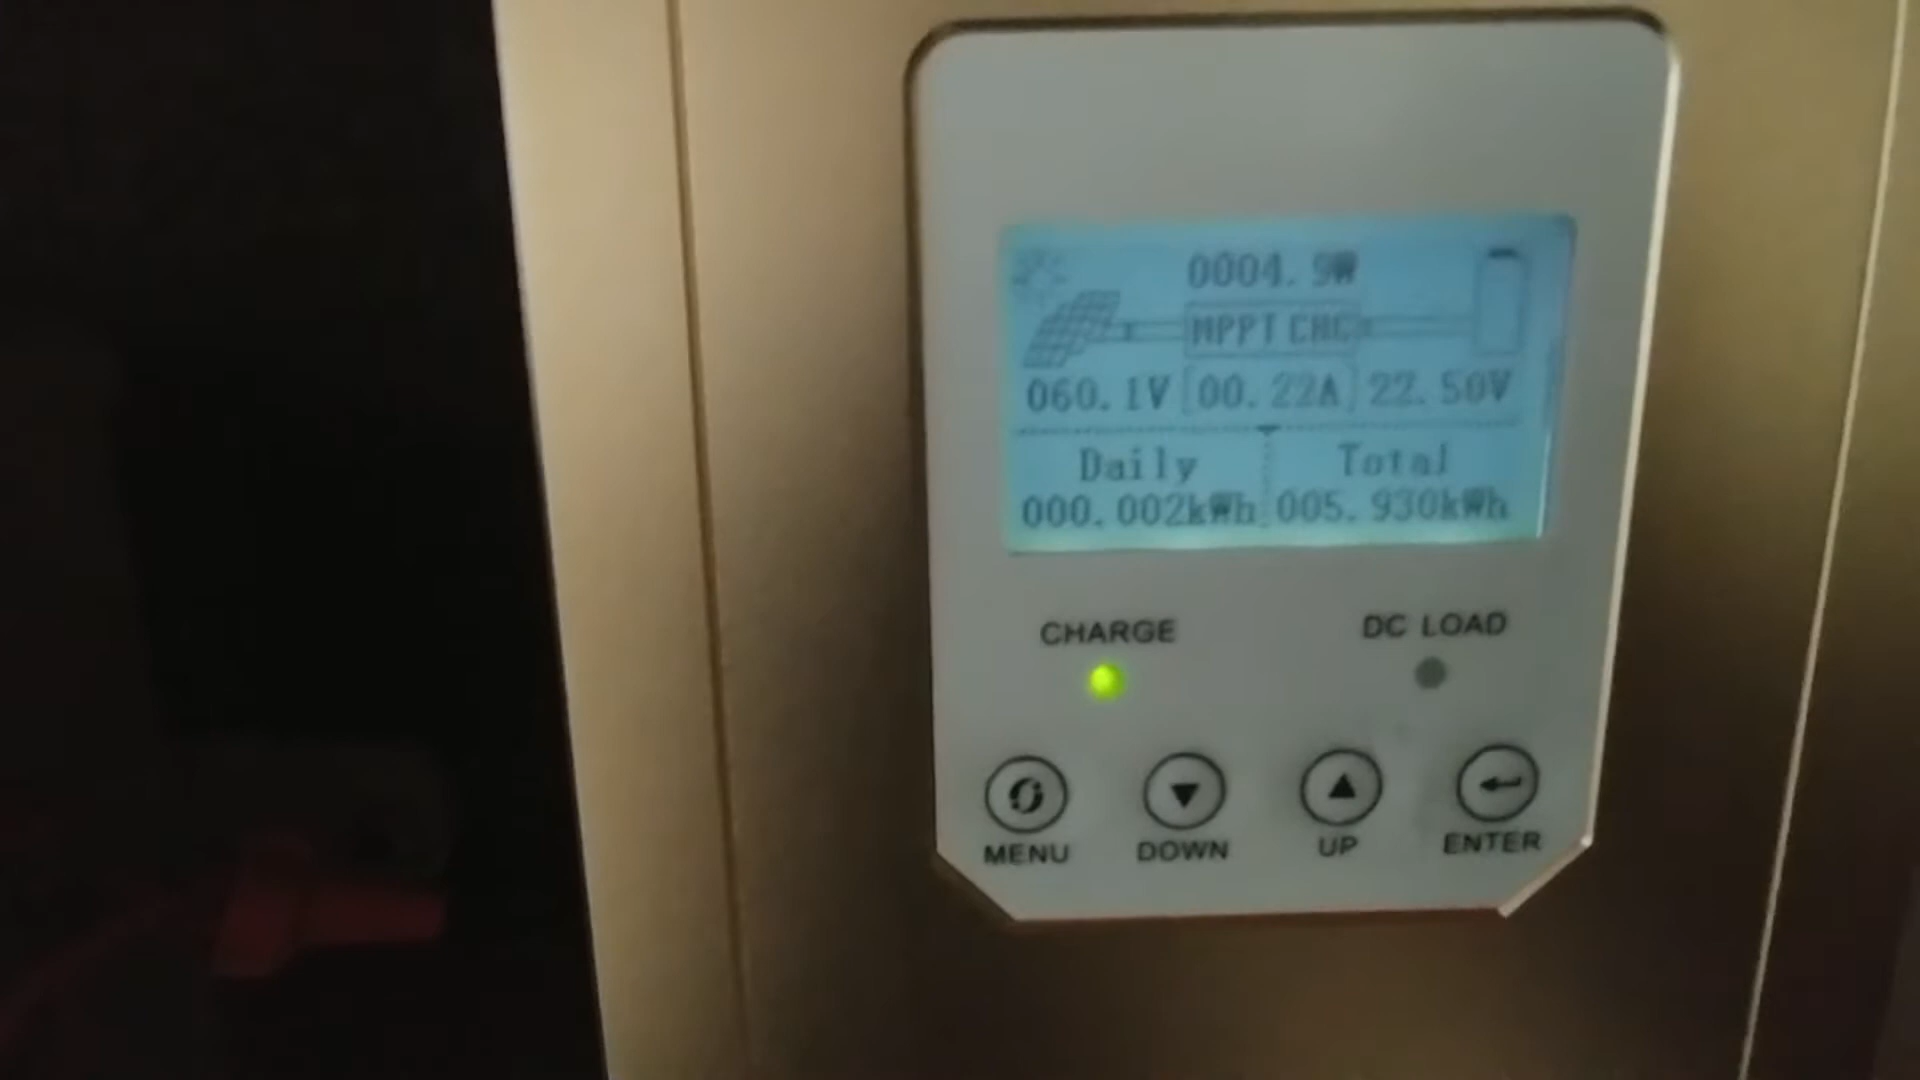 0004.9W
MPPT CHG
060.1V 00.22A 22.50V
Daily Total
000.002kWh 005.930kWh
CHARGE DC LOAD
MENU DOWN UP ENTER